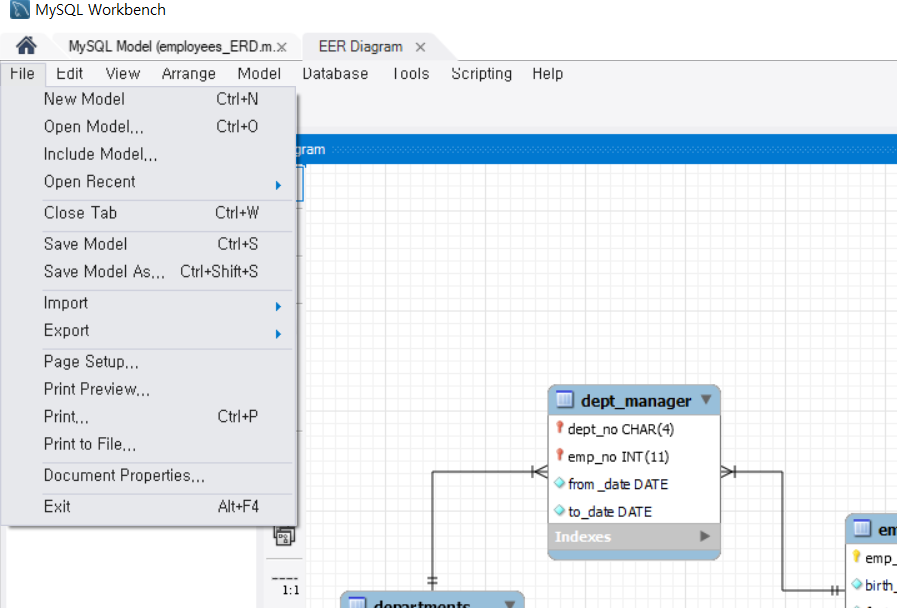 MySQL Workbench
MySQL Model (employees_ERD.m.
EER Diagram
File Edit View Arrange Model Database Tools Scripting Help
New Model Ctrl+N
Open Model... Ctrl+O
Include Model...
gram
Open Recent
Close Tab Ctrl+W
Save Model Ctrl+S
Save Model As... Ctrl+Shift+S
Import
Export
Page Setup...
Print Preview...
Print... Ctrl+P
Print to File...
Document Properties...
Exit Alt+F4
1:1
dept_manager
dept_no CHAR(4)
emp_no INT(11)
from_date DATE
to_date DATE
Indexes
departments
em
emp_
birth_